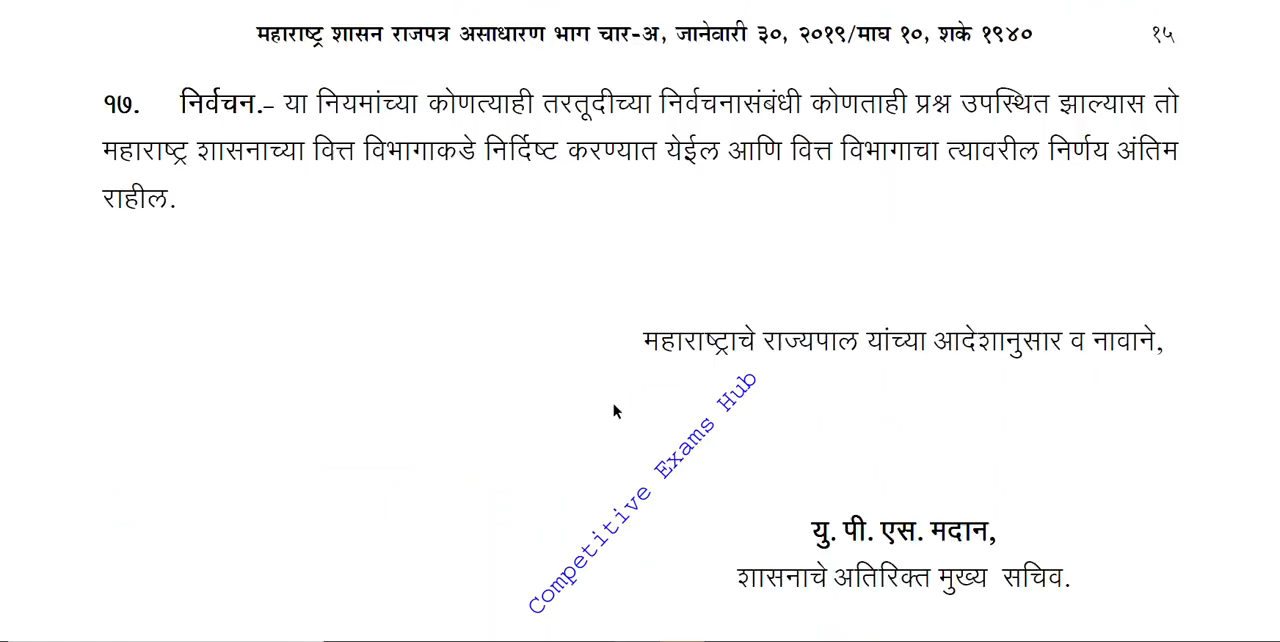 महाराष्ट्र शासन राजपत्र असाधारण भाग चार-अ, जानेवारी ३०, २०१९/माघ १०, शके १९४० १५
१७. निर्वचन.– या नियमांच्या कोणत्याही तरतूदीच्या निर्वचनासंबंधी कोणताही प्रश्न उपस्थित झाल्यास तो
महाराष्ट्र शासनाच्या वित्त विभागाकडे निर्दिष्ट करण्यात येईल आणि वित्त विभागाचा त्यावरील निर्णय अंतिम
राहील.
महाराष्ट्राचे राज्यपाल यांच्या आदेशानुसार व नावाने,
Competitive Exams Hub
यु. पी. एस. मदान,
शासनाचे अतिरिक्त मुख्य सचिव.